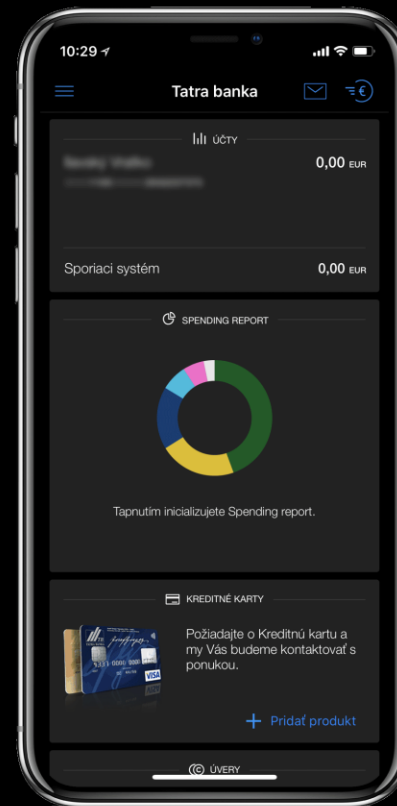 10:29
Tatra banka
ÚČTY
0,00 EUR
Sporiaci systém
0,00 EUR
SPENDING REPORT
Tapnutím inicializujete Spending report.
KREDITNÉ KARTY
Požiadajte o Kreditnú kartu a
my Vás budeme kontaktovať s
ponukou.
VISA
+ Pridať produkt
ÚVERY